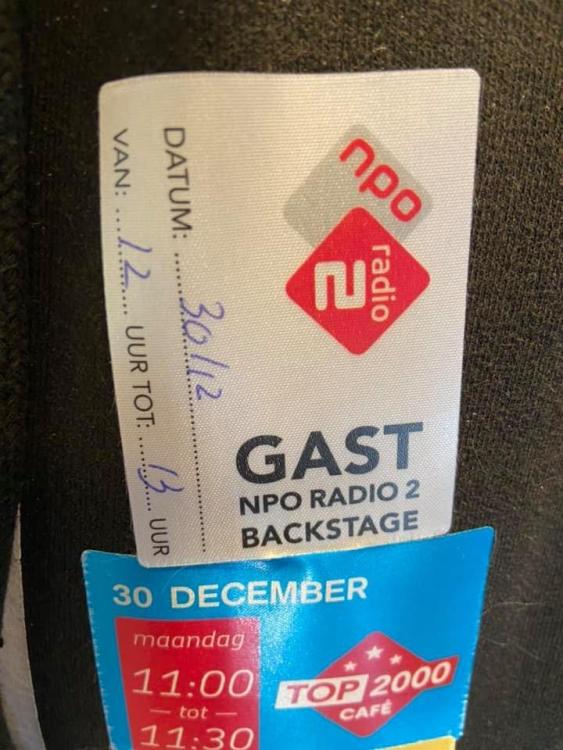 npo
radio
2
GAST
NPO RADIO 2
BACKSTAGE
DATUM: 30/12
VAN: 12 UUR TOT: 13 UUR
30 DECEMBER
maandag
11:00
— tot —
11:30
TOP 2000
CAFÉ